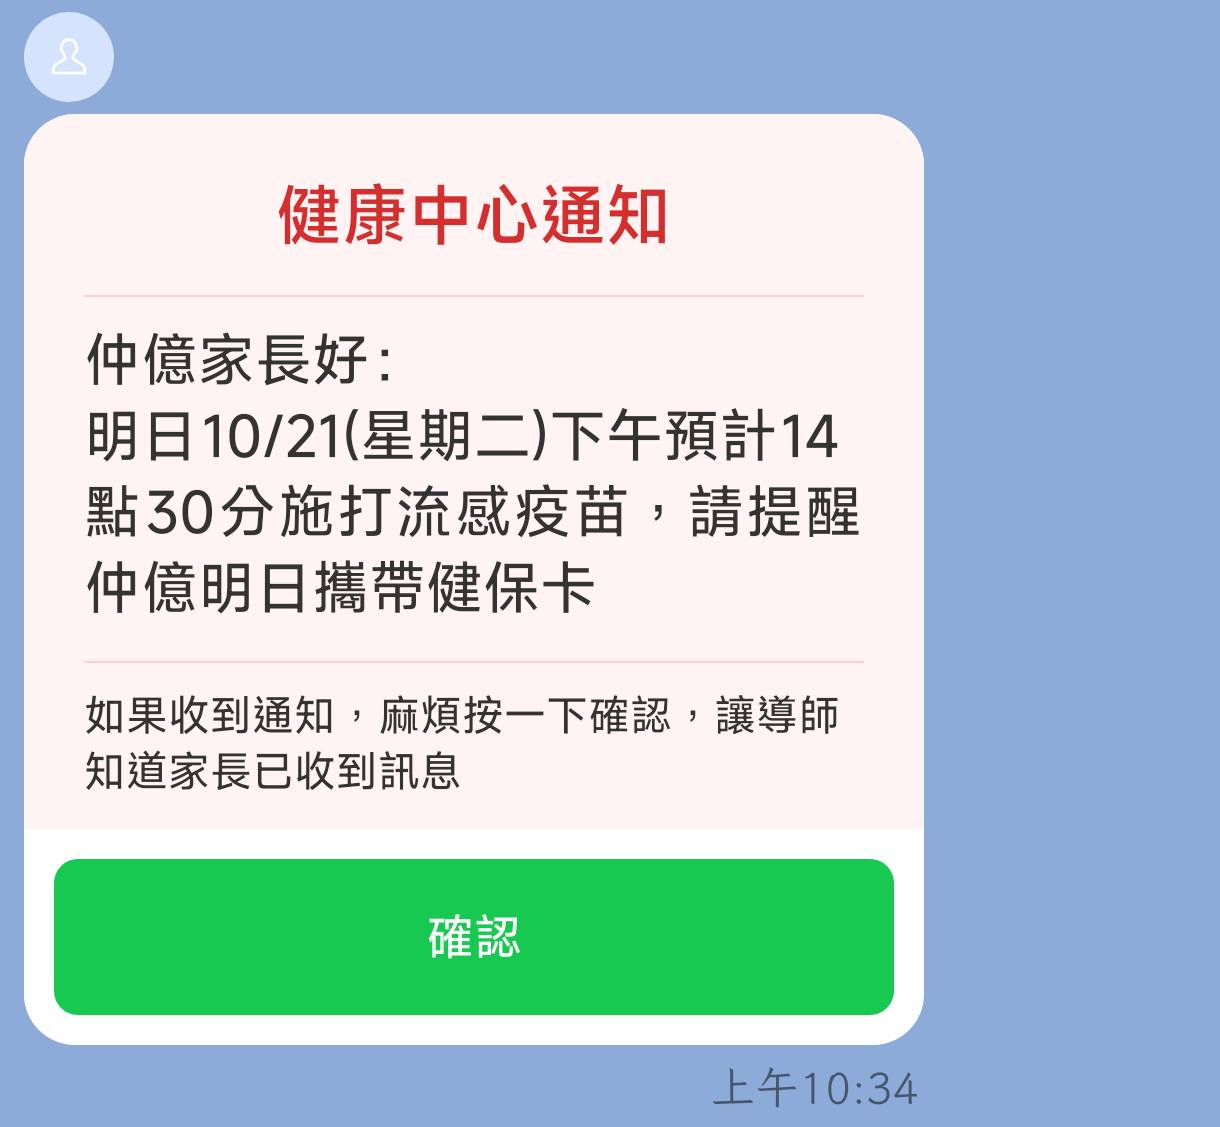 健康中心通知
仲億家長好:
明日10/21(星期二)下午預計14
點30分施打流感疫苗，請提醒
仲億明日攜帶健保卡
如果收到通知，麻煩按一下確認，讓導師
知道家長已收到訊息
確認
上午10:34